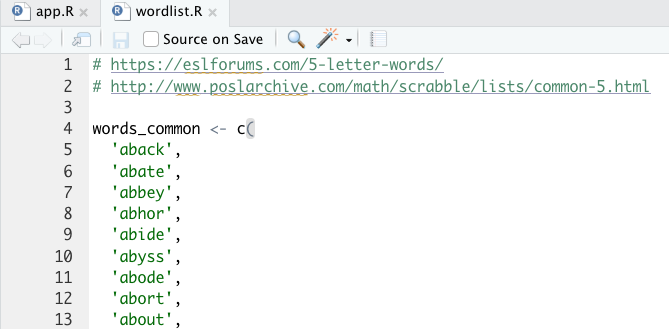 app.R wordlist.R
Source on Save
1 # https://eslforums.com/5-letter-words/
2 # http://www.poslarchive.com/math/scrabble/lists/common-5.html
3
4 words_common <- c(
5 'aback',
6 'abate',
7 'abbey',
8 'abhor',
9 'abide',
10 'abyss',
11 'abode',
12 'abort',
13 'about',